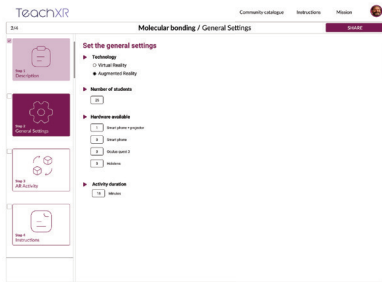 TeachXR
Community catalogue Instructions Mission
2/4
Molecular bonding / General Settings
SHARE
Step 1
Description
Step 2
General Settings
Step 3
AR Activity
Step 4
Instructions
Set the general settings
Technology
Virtual Reality
Augmented Reality
Number of students
Hardware available
1 Smart phone + projector
Smart phone
Oculus quest 2
Hololens
Activity duration
15 Minutes